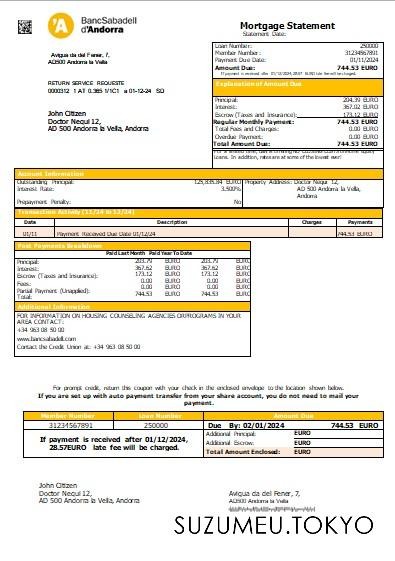 BancSabadell
d'Andorra
Mortgage Statement
Statement Date:
Avigua da del Fener, 7,
AD500 Andorra la Vella
Loan Number: 250000
Member Number: 31234567891
Payment Due Date: 01/11/2024
Amount Due: 744.53 EURO
If payment is received after 01/12/2024, 28.57 EURO late fee will be charged.
RETURN SERVICE REQUESTE
0000312 1 AT 0.365 1/1C1 a 01-12-24 SQ
Explanation of Amount Due
Principal: 204.39 EURO
Interest: 367.02 EURO
Escrow (Taxes and Insurance): 173.12 EURO
Regular Monthly Payment: 744.53 EURO
Total Fees and Charges: 0.00 EURO
Overdue Payment: 0.00 EURO
Total Amount Due: 744.53 EURO
John Citizen
Doctor Nequi 12,
AD 500 Andorra la Vella, Andorra
loans. In addition, rates are at some of the lowest ever!
Account Information
Outstanding Principal: 125,835.84 EURO
Property Address: Doctor Nequi 12,
Interest Rate: 3.500%
AD 500 Andorra la Vella,
Andorra
Prepayment Penalty: No
Transaction Activity (11/24 to 12/24)
Date Description Charges Payments
01/11 Payment Received Due Date 01/12/24 744.53 EURO
Past Payments Breakdown
Paid Last Month Paid Year To Date
Principal: 203.79 EURO 203.79 EURO
Interest: 367.62 EURO 367.62 EURO
Escrow (Taxes and Insurance): 173.12 EURO 173.12 EURO
Fees: 0.00 EURO 0.00 EURO
Partial Payment (Unapplied): 0.00 EURO 0.00 EURO
Total: 744.53 EURO 744.53 EURO
Additional Information
FOR INFORMATION ON HOUSING COUNSELING AGENCIES OR PROGRAMS IN YOUR
AREA CONTACT:
+34 963 08 50 00
www.bancsabadell.com
Contact the Credit Union at: +34 963 08 50 00
For prompt credit, return this coupon with your check in the enclosed envelope to the location shown below.
If you are set up with auto payment transfer from your share account, you do not need to mail your
payment.
Member Number Loan Number Amount Due
31234567891 250000 Due By: 02/01/2024 744.53 EURO
If payment is received after 01/12/2024,
28.57EURO late fee will be charged.
Additional Principal: EURO
Additional Escrow: EURO
Total Amount Enclosed: EURO
John Citizen
Doctor Nequi 12,
AD 500 Andorra la Vella, Andorra
Avigua da del Fener, 7,
AD500 Andorra la Vella
SUZUMEU.TOKYO